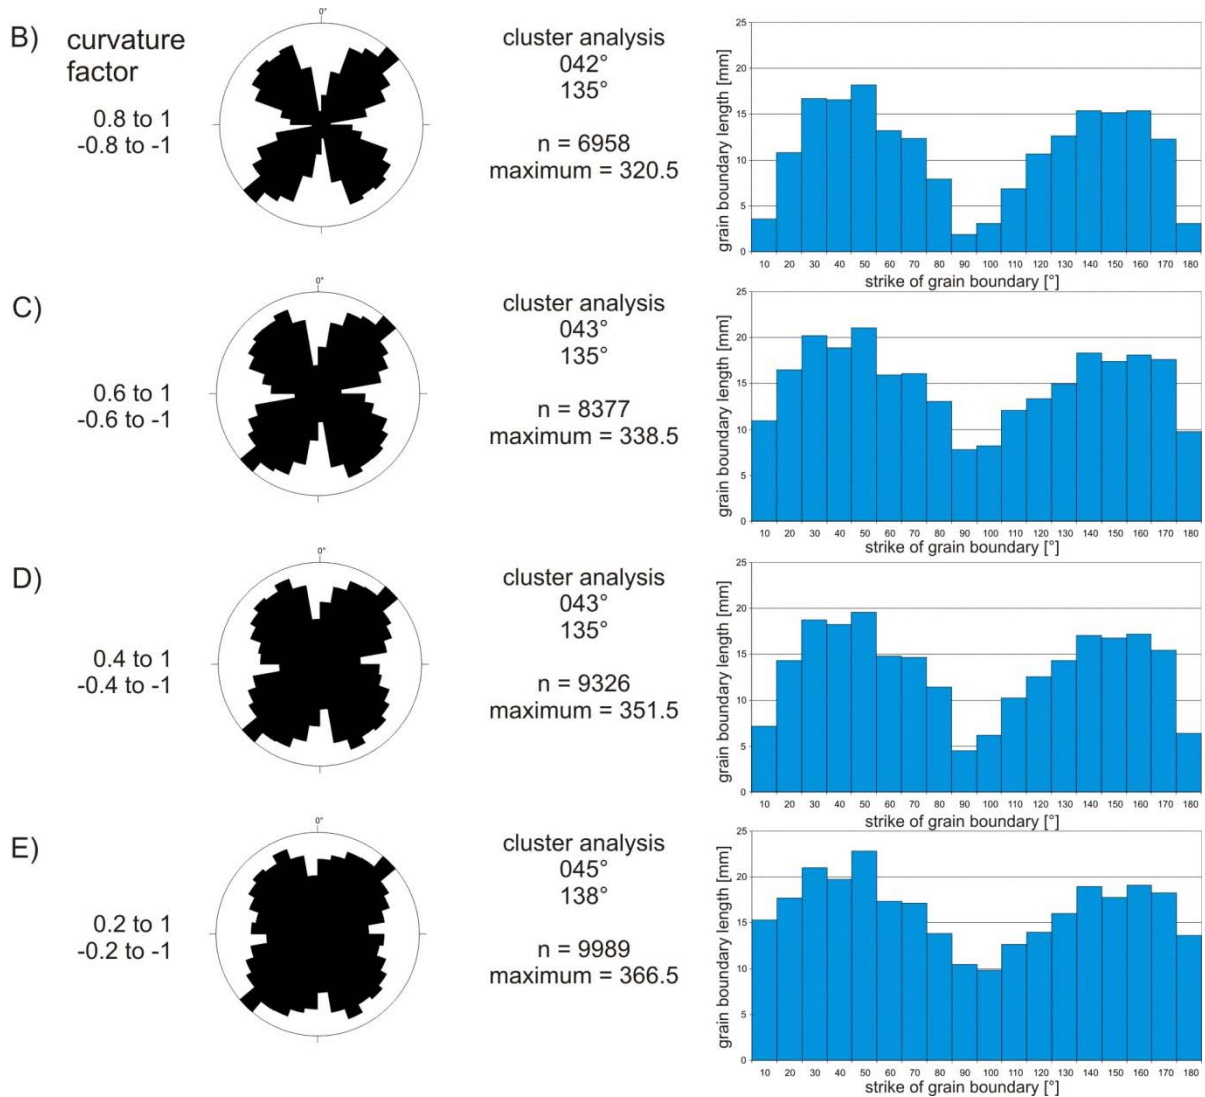 B)
curvature
factor
0.8 to 1
-0.8 to -1
0°
cluster analysis
042°
135°
n = 6958
maximum = 320.5
grain boundary length [mm]
25
20
15
10
5
0
10 20 30 40 50 60 70 80 90 100 110 120 130 140 150 160 170 180
strike of grain boundary [°]
C)
0.6 to 1
-0.6 to -1
0°
cluster analysis
043°
135°
n = 8377
maximum = 338.5
grain boundary length [mm]
25
20
15
10
5
0
10 20 30 40 50 60 70 80 90 100 110 120 130 140 150 160 170 180
strike of grain boundary [°]
D)
0.4 to 1
-0.4 to -1
0°
cluster analysis
043°
135°
n = 9326
maximum = 351.5
grain boundary length [mm]
25
20
15
10
5
0
10 20 30 40 50 60 70 80 90 100 110 120 130 140 150 160 170 180
strike of grain boundary [°]
E)
0.2 to 1
-0.2 to -1
0°
cluster analysis
045°
138°
n = 9989
maximum = 366.5
grain boundary length [mm]
25
20
15
10
5
0
10 20 30 40 50 60 70 80 90 100 110 120 130 140 150 160 170 180
strike of grain boundary [°]